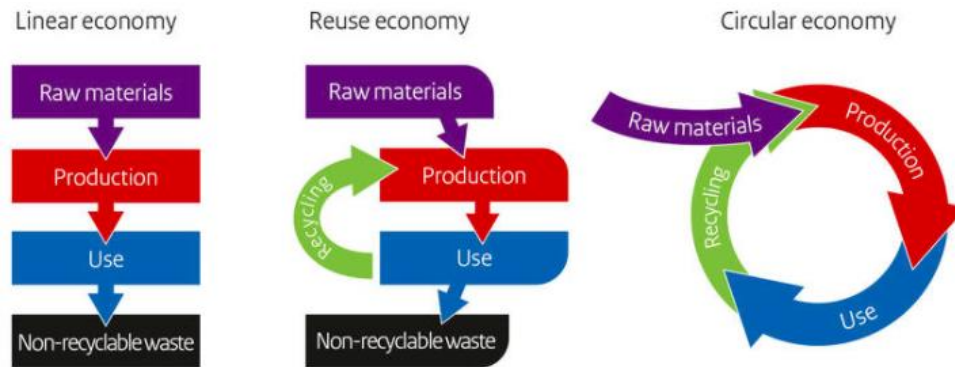 Linear economy
Raw materials
Production
Use
Non-recyclable waste
Reuse economy
Raw materials
Production
Recycling
Use
Non-recyclable waste
Circular economy
Raw materials
Production
Recycling
Use